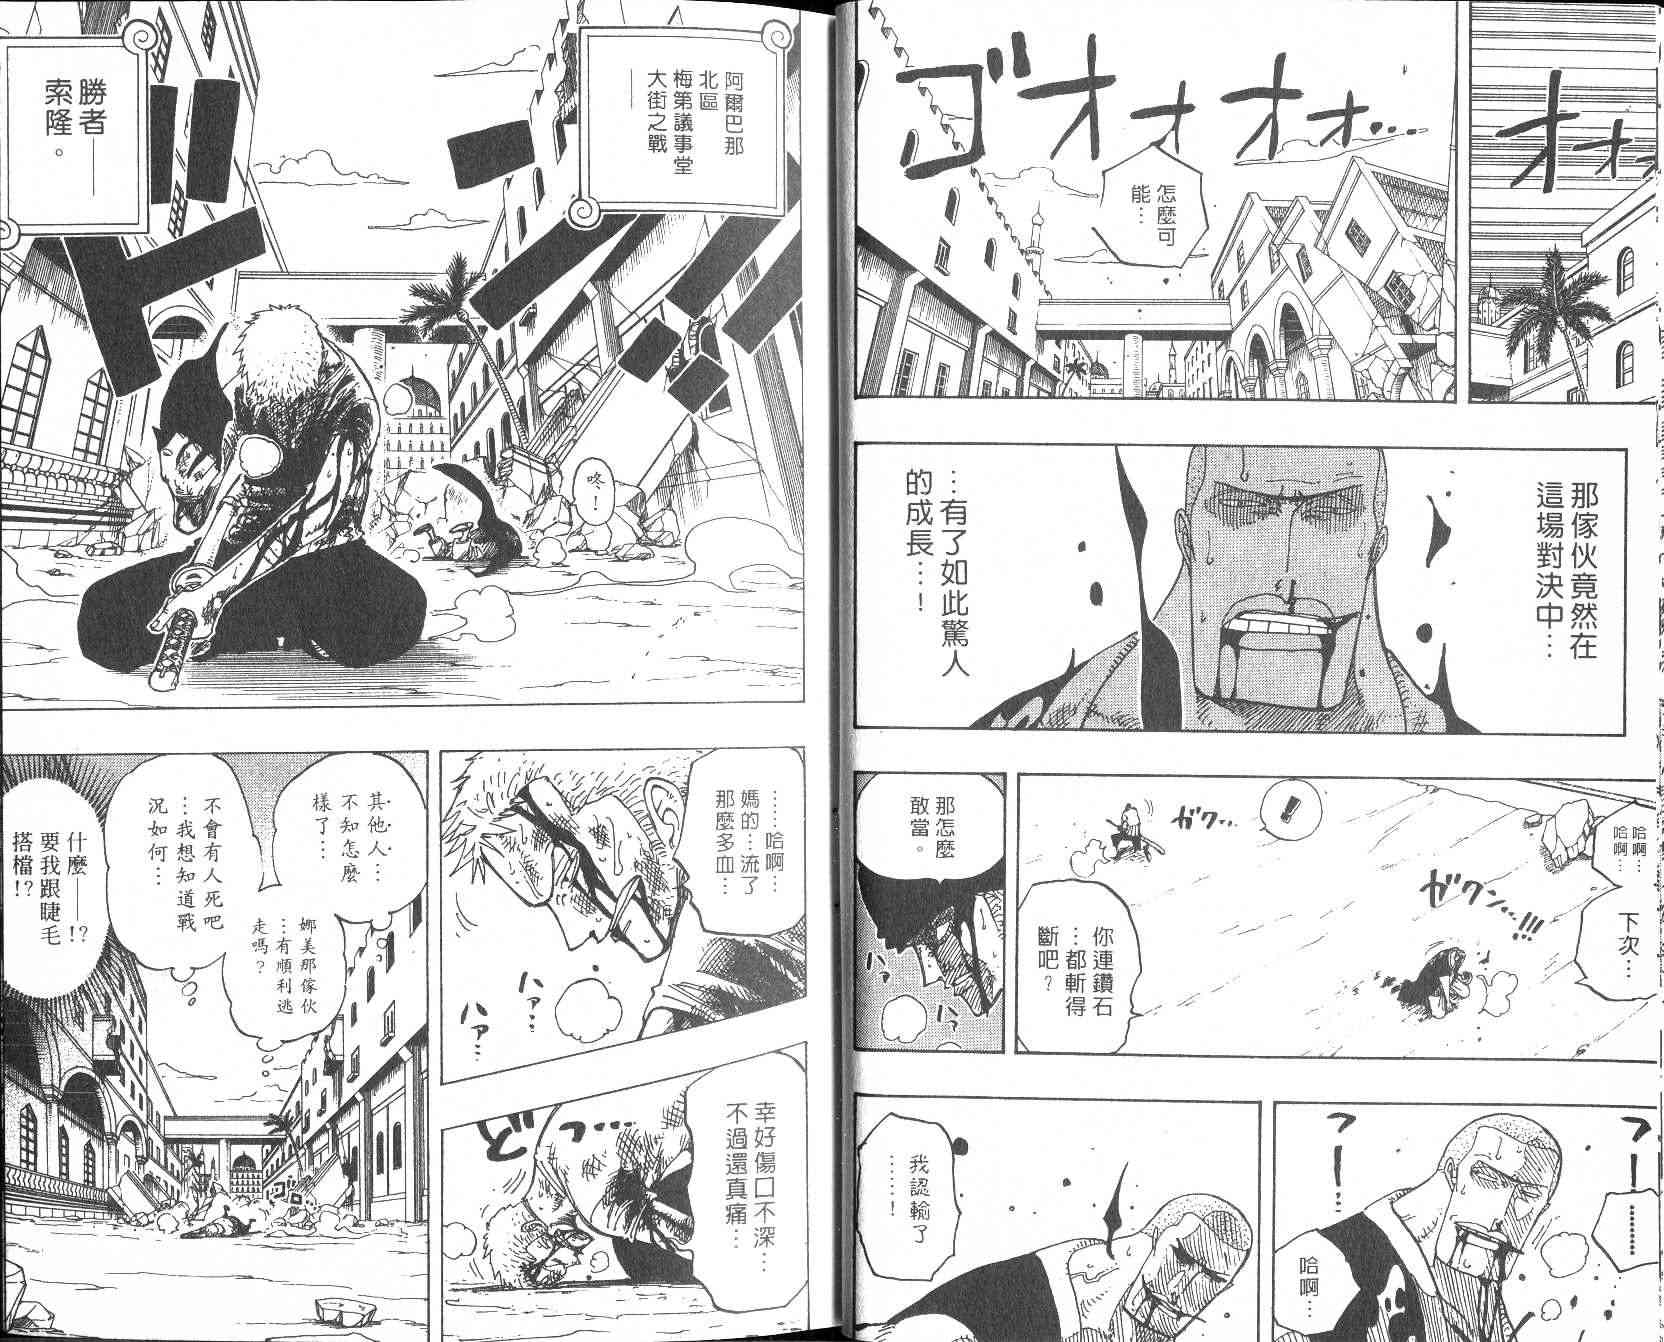 ゴオオオオ…
オオ…
怎麼可
能…
那傢伙竟然在
這場對決中…
…有了如此驚人
的成長…!
哈啊…
哈啊…
下次…
ガクンッ…!!!
!
ガク…
你連鑽石
…都斬得
斷吧?
那怎麼
敢當。
ハァ
ハァ
フー…
フー
…………
哈啊…
我認輸了
……!
阿爾巴那
北區
梅第議事堂
大街之戰
——
咚!
勝者——
索隆。
……哈啊…
媽的…流了
那麼多血…
ハァ…
ハァ…
幸好傷口不深…
不過還真痛…
其他人…
不知怎麼
樣了…
不會有人死吧
…我想知道戰
況如何…
娜美那傢伙
…有順利逃
走嗎?
什麼——!?
要我跟睫毛
搭檔!?